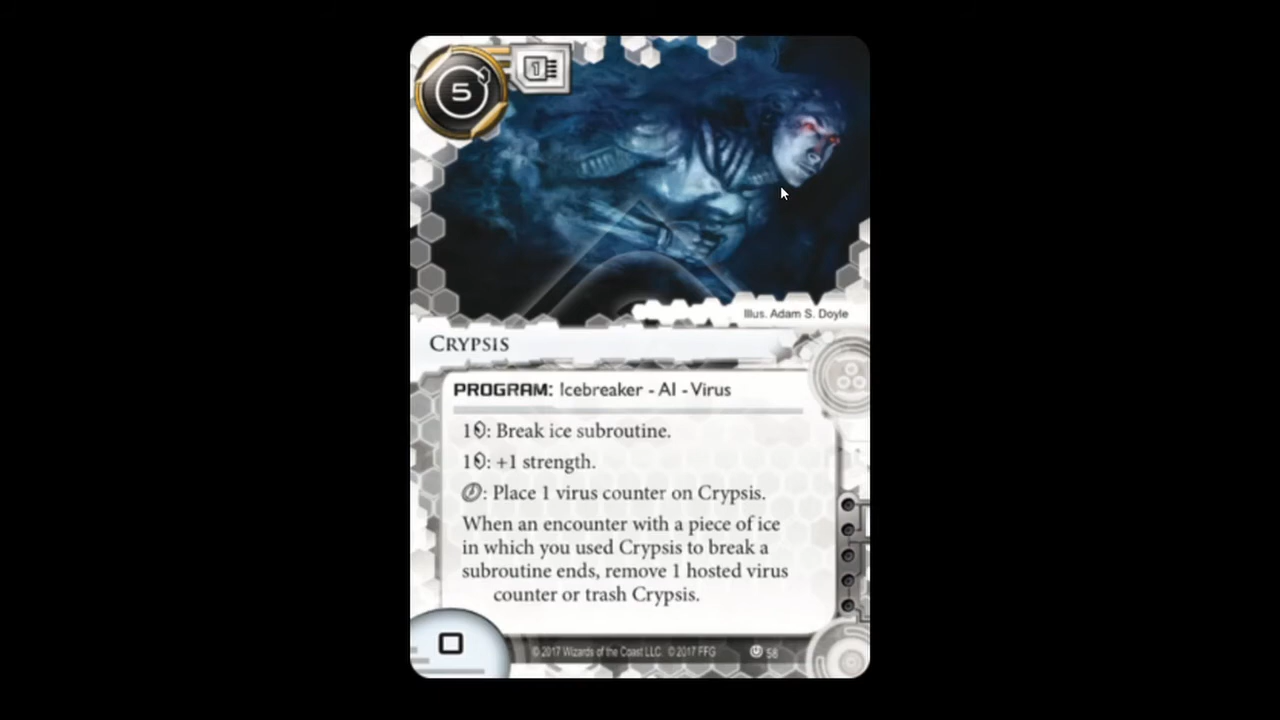 5
1
Illus. Adam S. Doyle
CRYPSIS
PROGRAM: Icebreaker - AI - Virus
1: Break ice subroutine.
1: +1 strength.
: Place 1 virus counter on Crypsis.
When an encounter with a piece of ice
in which you used Crypsis to break a
subroutine ends, remove 1 hosted virus
counter or trash Crypsis.
0
© 2017 Wizards of the Coast LLC. © 2017 FFG
58